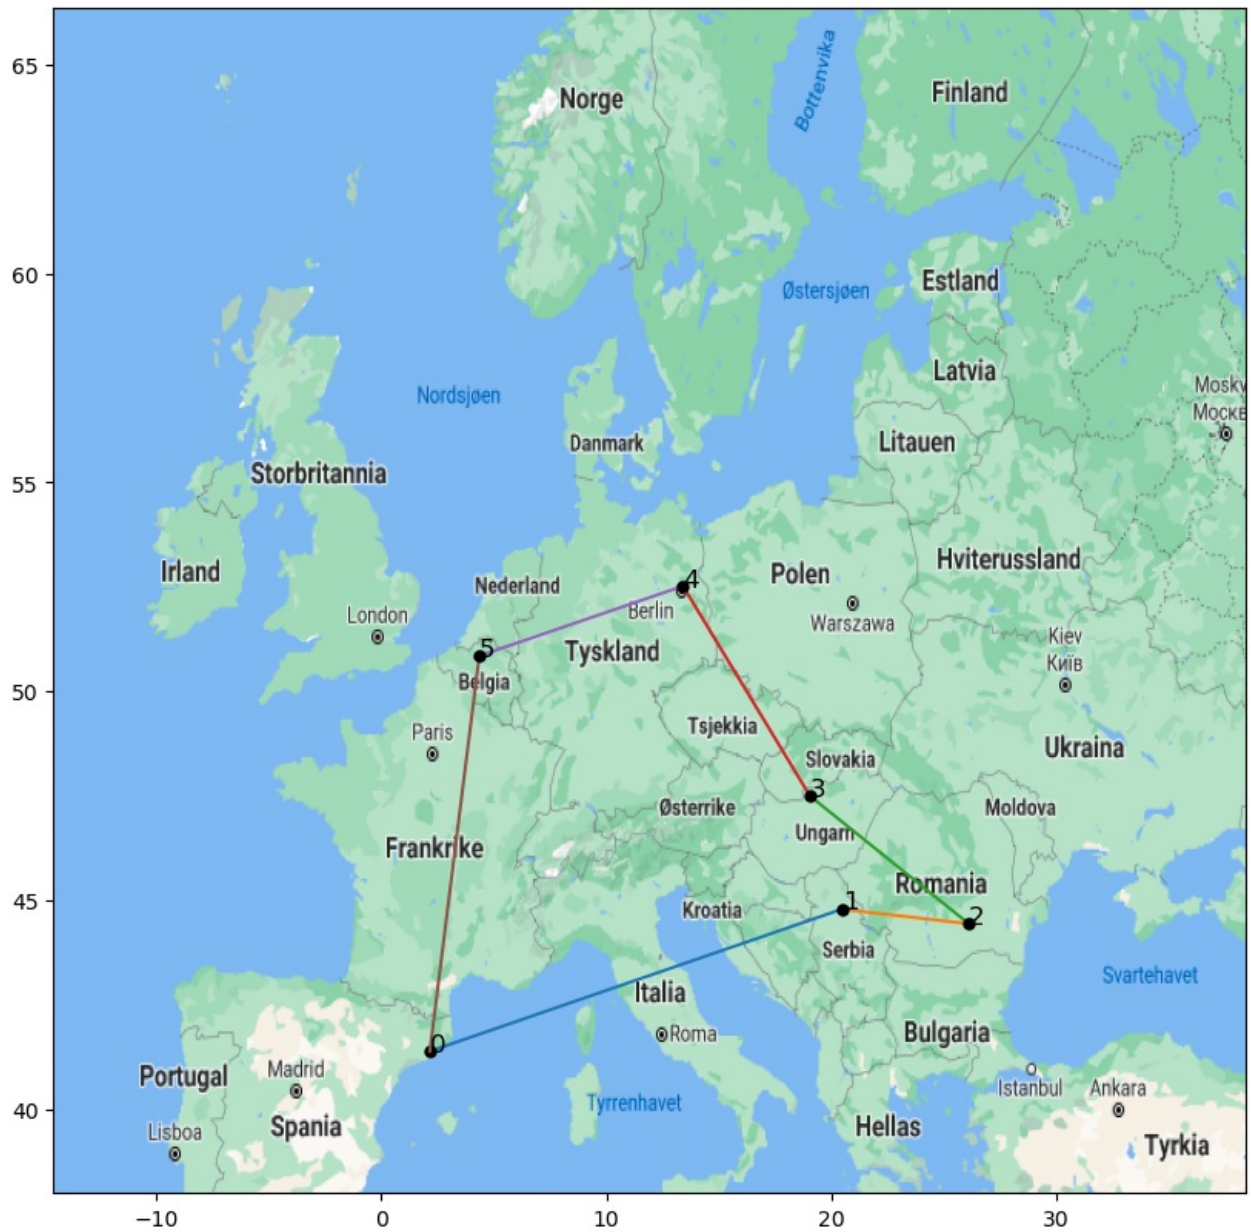 65
Norge
Bottenvika
Finland
60
Østersjøen
Estland
Latvia
Nordsjøen
Moskv
Москв
Danmark
Litauen
Storbritannia
55
Irland
Nederland
4
Polen
Hviterussland
London
Berlin
Warszawa
Kiev
Київ
5
Tyskland
Belgia
50
Paris
Tsjekkia
Slovakia
Ukraina
3
Østerrike
Moldova
Ungarn
Frankrike
Romania
45
1
2
Kroatia
Serbia
Svartehavet
Italia
0
Roma
Bulgaria
Portugal
Madrid
Istanbul
Ankara
Tyrrenhavet
40
Lisboa
Spania
Hellas
Tyrkia
−10
0
10
20
30